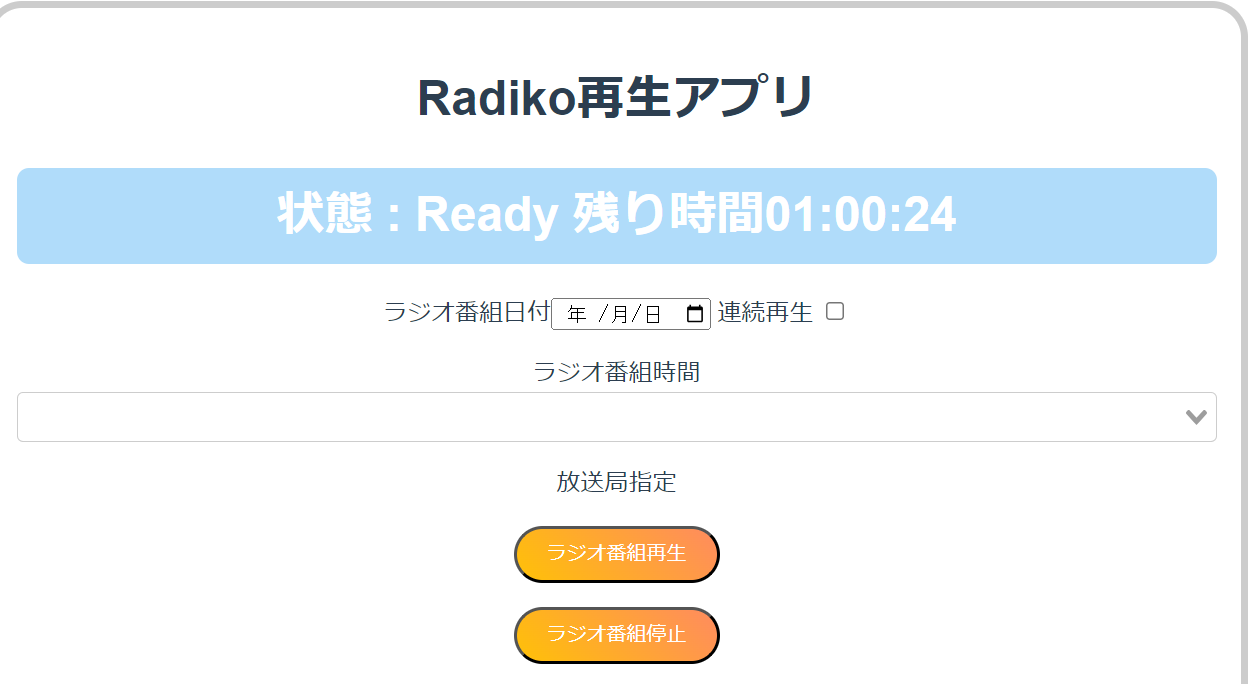 Radiko再生アプリ
状態 : Ready 残り時間01:00:24
ラジオ番組日付 年 /月/日 連続再生
ラジオ番組時間
放送局指定
ラジオ番組再生
ラジオ番組停止